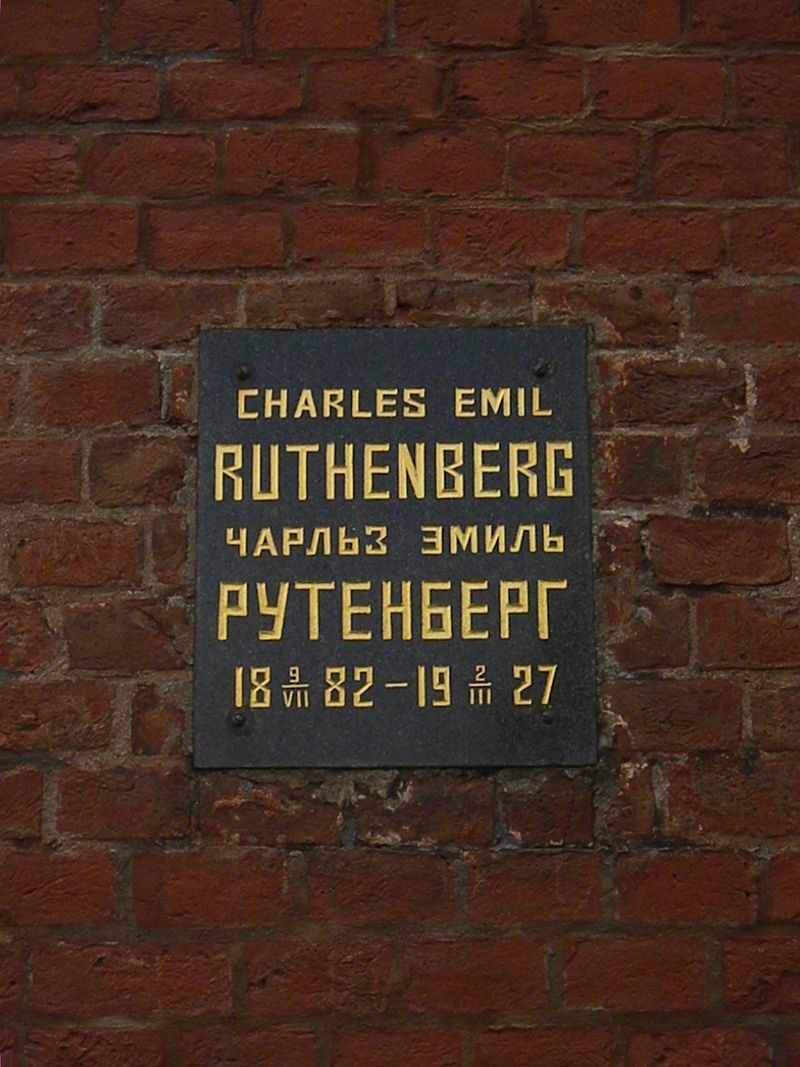 CHARLES EMIL
RUTHENBERG
ЧАРЛЬЗ ЭМИЛЬ
РУТЕНБЕРГ
18 9/VII 82 – 19 2/III 27